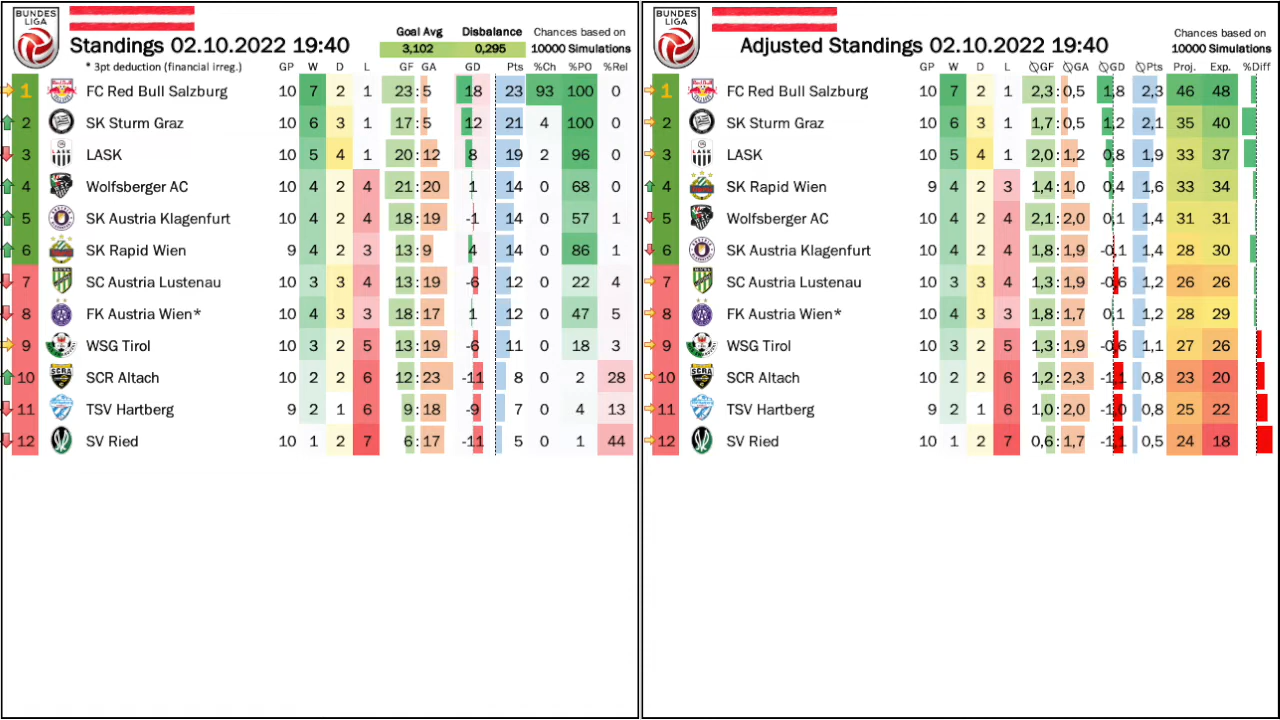 BUNDES
LIGA
Standings 02.10.2022 19:40
Goal Avg Disbalance Chances based on
3,102 0,295 10000 Simulations
* 3pt deduction (financial irreg.) GP W D L GF GA GD Pts %Ch %PO %Rel
1 FC Red Bull Salzburg 10 7 2 1 23:5 18 23 93 100 0
2 SK Sturm Graz 10 6 3 1 17:5 12 21 4 100 0
3 LASK 10 5 4 1 20:12 8 19 2 96 0
4 Wolfsberger AC 10 4 2 4 21:20 1 14 0 68 0
5 SK Austria Klagenfurt 10 4 2 4 18:19 -1 14 0 57 1
6 SK Rapid Wien 9 4 2 3 13:9 4 14 0 86 1
7 SC Austria Lustenau 10 3 3 4 13:19 -6 12 0 22 4
8 FK Austria Wien* 10 4 3 3 18:17 1 12 0 47 5
9 WSG Tirol 10 3 2 5 13:19 -6 11 0 18 3
10 SCR Altach 10 2 2 6 12:23 -11 8 0 2 28
11 TSV Hartberg 9 2 1 6 9:18 -9 7 0 4 13
12 SV Ried 10 1 2 7 6:17 -11 5 0 1 44
BUNDES
LIGA
Adjusted Standings 02.10.2022 19:40
Chances based on
10000 Simulations
GP W D L ∅GF ∅GA ∅GD ∅Pts Proj. Exp. %Diff
1 FC Red Bull Salzburg 10 7 2 1 2,3:0,5 1,8 2,3 46 48
2 SK Sturm Graz 10 6 3 1 1,7:0,5 1,2 2,1 35 40
3 LASK 10 5 4 1 2,0:1,2 0,8 1,9 33 37
4 SK Rapid Wien 9 4 2 3 1,4:1,0 0,4 1,6 33 34
5 Wolfsberger AC 10 4 2 4 2,1:2,0 0,1 1,4 31 31
6 SK Austria Klagenfurt 10 4 2 4 1,8:1,9 -0,1 1,4 28 30
7 SC Austria Lustenau 10 3 3 4 1,3:1,9 -0,6 1,2 26 26
8 FK Austria Wien* 10 4 3 3 1,8:1,7 0,1 1,2 28 29
9 WSG Tirol 10 3 2 5 1,3:1,9 -0,6 1,1 27 26
10 SCR Altach 10 2 2 6 1,2:2,3 -1,1 0,8 23 20
11 TSV Hartberg 9 2 1 6 1,0:2,0 -1,0 0,8 25 22
12 SV Ried 10 1 2 7 0,6:1,7 -1,1 0,5 24 18